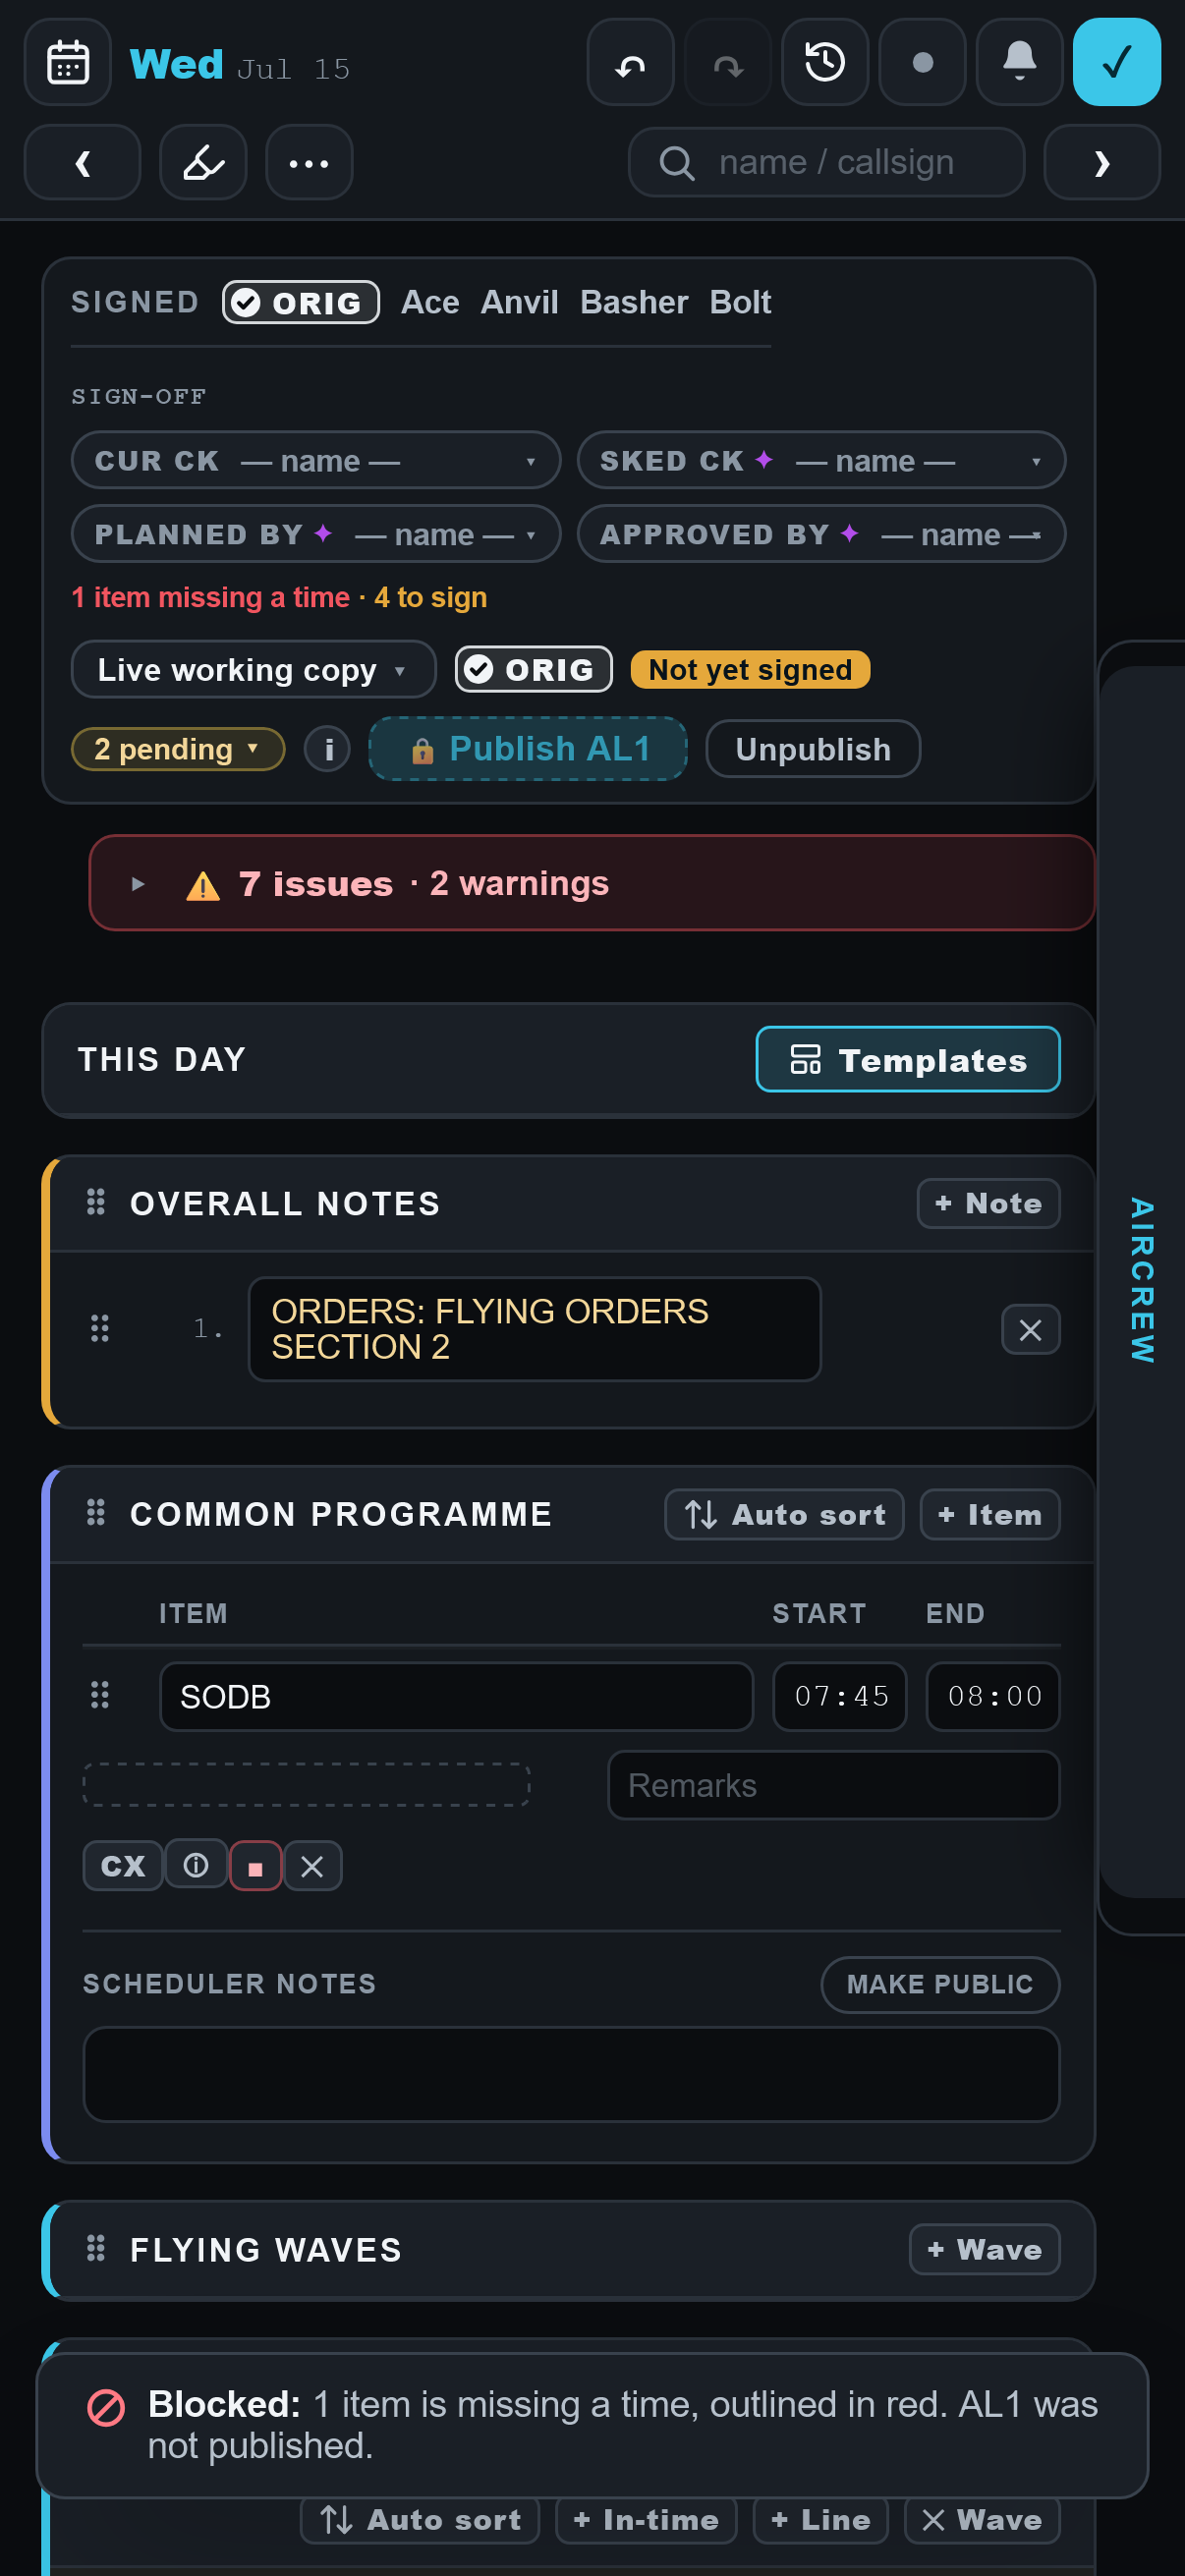 Wed Jul 15
name / callsign
SIGNED ORIG Ace Anvil Basher Bolt
SIGN-OFF
CUR CK — name —
SKED CK ✦ — name —
PLANNED BY ✦ — name —
APPROVED BY ✦ — name —
1 item missing a time · 4 to sign
Live working copy ORIG Not yet signed
2 pending i Publish AL1 Unpublish
7 issues · 2 warnings
THIS DAY Templates
OVERALL NOTES + Note
1. ORDERS: FLYING ORDERS
SECTION 2
COMMON PROGRAMME Auto sort + Item
ITEM START END
SODB 07:45 08:00
Remarks
CX
SCHEDULER NOTES MAKE PUBLIC
FLYING WAVES + Wave
Blocked: 1 item is missing a time, outlined in red. AL1 was
not published.
Auto sort + In-time + Line Wave
AIRCREW